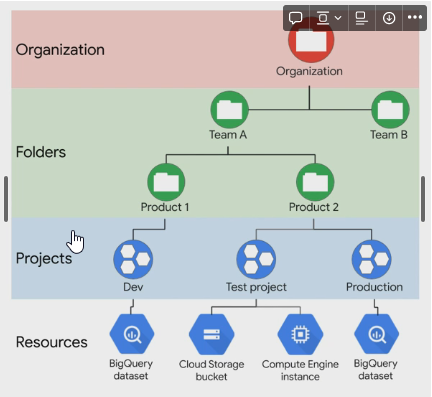 Organization
Organization
Team A
Team B
Folders
Product 1
Product 2
Projects
Dev
Test project
Production
Resources
BigQuery
dataset
Cloud Storage
bucket
Compute Engine
instance
BigQuery
dataset